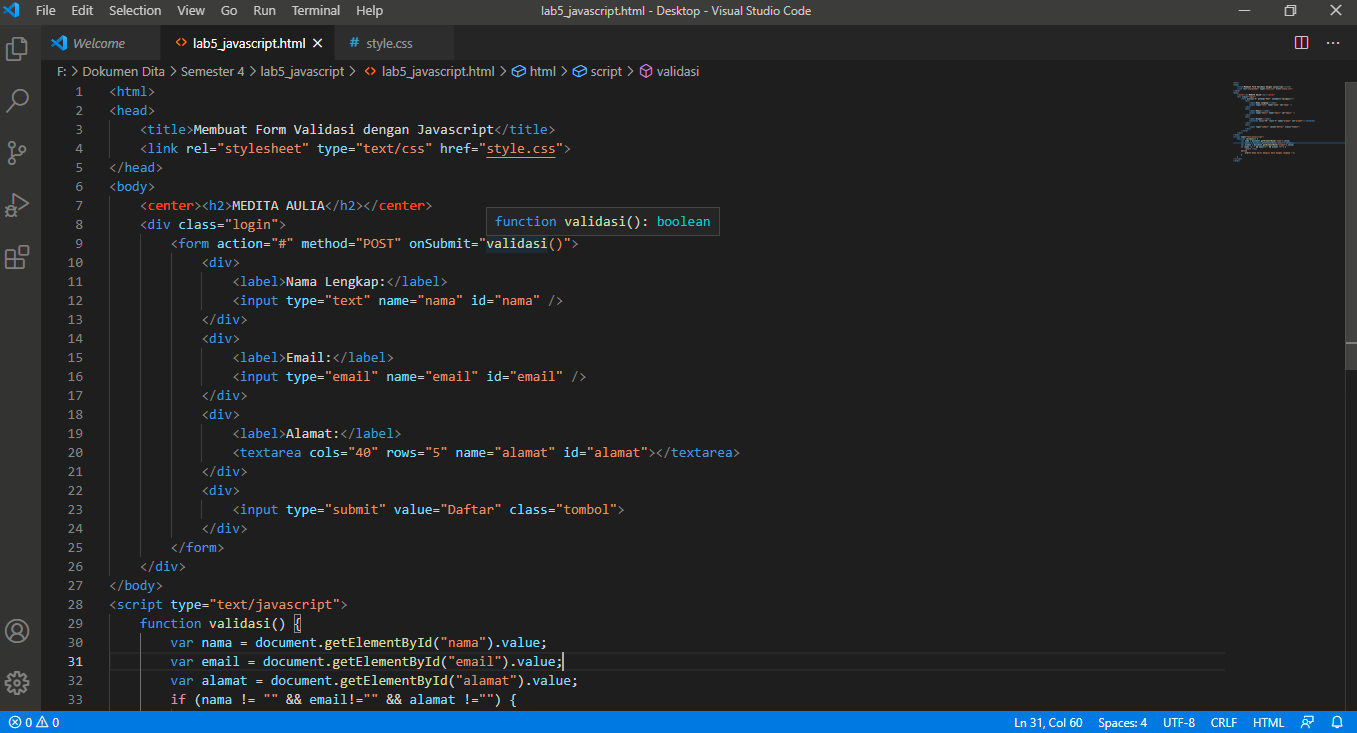 File Edit Selection View Go Run Terminal Help lab5_javascript.html - Desktop - Visual Studio Code
Welcome lab5_javascript.html style.css
F: > Dokumen Dita > Semester 4 > lab5_javascript > lab5_javascript.html > html > script > validasi
1 <html>
2 <head>
3 <title>Membuat Form Validasi dengan Javascript</title>
4 <link rel="stylesheet" type="text/css" href="style.css">
5 </head>
6 <body>
7 <center><h2>MEDITA AULIA</h2></center>
8 <div class="login">
function validasi(): boolean
9 <form action="#" method="POST" onSubmit="validasi()">
10 <div>
11 <label>Nama Lengkap:</label>
12 <input type="text" name="nama" id="nama" />
13 </div>
14 <div>
15 <label>Email:</label>
16 <input type="email" name="email" id="email" />
17 </div>
18 <div>
19 <label>Alamat:</label>
20 <textarea cols="40" rows="5" name="alamat" id="alamat"></textarea>
21 </div>
22 <div>
23 <input type="submit" value="Daftar" class="tombol">
24 </div>
25 </form>
26 </div>
27 </body>
28 <script type="text/javascript">
29 function validasi() {
30 var nama = document.getElementById("nama").value;
31 var email = document.getElementById("email").value;
32 var alamat = document.getElementById("alamat").value;
33 if (nama != "" && email!="" && alamat !="") {
0 0 Ln 31, Col 60 Spaces: 4 UTF-8 CRLF HTML